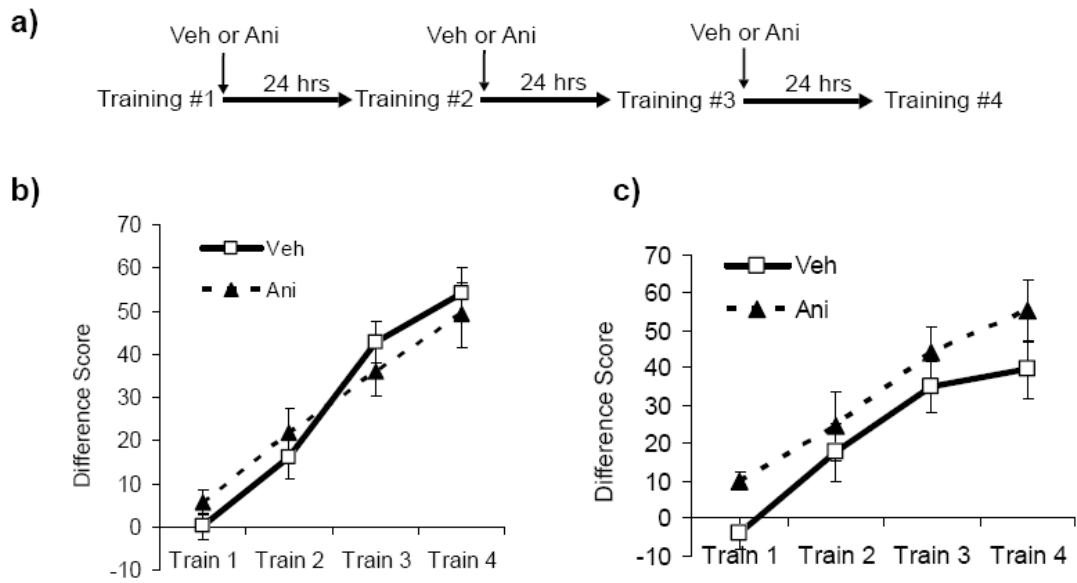 a)
Veh or Ani Veh or Ani Veh or Ani
24 hrs 24 hrs 24 hrs
Training #1 Training #2 Training #3 Training #4
b)
70
60
50
40
30
20
10
0
-10
Difference Score
Veh
Ani
Train 1 Train 2 Train 3 Train 4
c)
70
60
50
40
30
20
10
0
-10
Difference Score
Veh
Ani
Train 1 Train 2 Train 3 Train 4